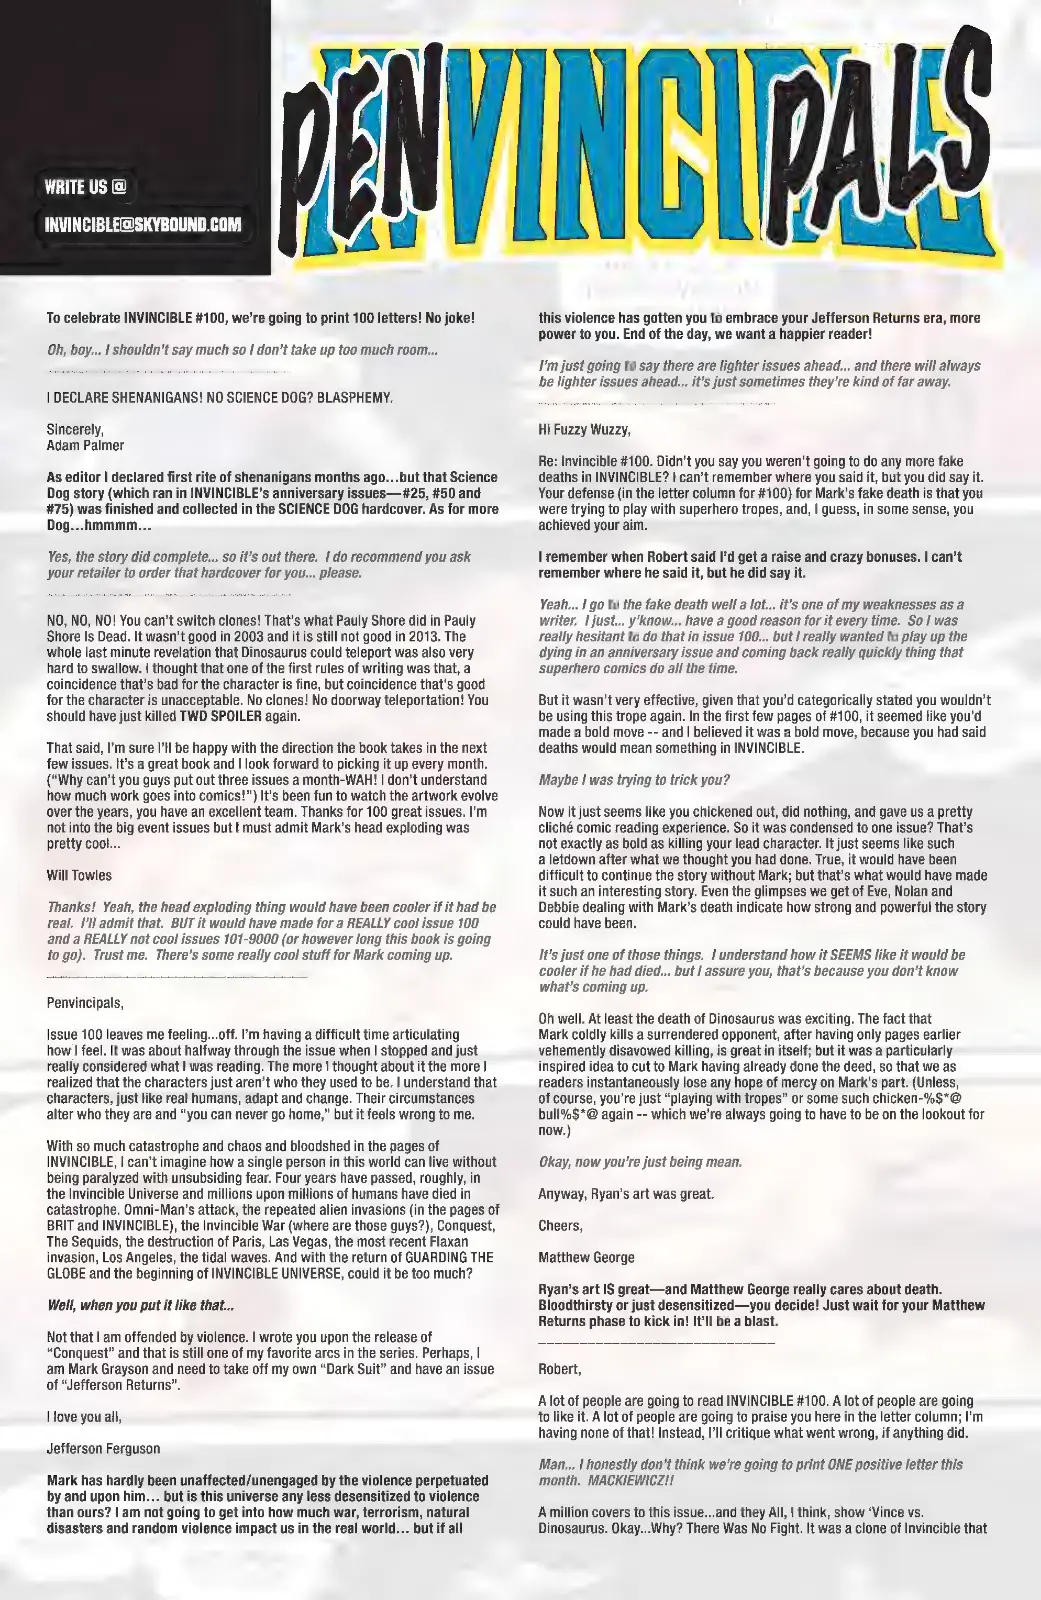 PENVINCIPALS
WRITE US @
INVINCIBLE@SKYBOUND.COM
To celebrate INVINCIBLE #100, we're going to print 100 letters! No joke!
Oh, boy... I shouldn't say much so I don't take up too much room...
I DECLARE SHENANIGANS! NO SCIENCE DOG? BLASPHEMY.
Sincerely,
Adam Palmer
As editor I declared first rite of shenanigans months ago...but that Science
Dog story (which ran in INVINCIBLE's anniversary issues—#25, #50 and
#75) was finished and collected in the SCIENCE DOG hardcover. As for more
Dog...hmmmm...
Yes, the story did complete... so it's out there. I do recommend you ask
your retailer to order that hardcover for you... please.
NO, NO, NO! You can't switch clones! That's what Pauly Shore did in Pauly
Shore Is Dead. It wasn't good in 2003 and it is still not good in 2013. The
whole last minute revelation that Dinosaurus could teleport was also very
hard to swallow. I thought that one of the first rules of writing was that, a
coincidence that's bad for the character is fine, but coincidence that's good
for the character is unacceptable. No clones! No doorway teleportation! You
should have just killed TWD SPOILER again.
That said, I'm sure I'll be happy with the direction the book takes in the next
few issues. It's a great book and I look forward to picking it up every month.
("Why can't you guys put out three issues a month-WAH! I don't understand
how much work goes into comics!") It's been fun to watch the artwork evolve
over the years, you have an excellent team. Thanks for 100 great issues. I'm
not into the big event issues but I must admit Mark's head exploding was
pretty cool...
Will Towles
Thanks! Yeah, the head exploding thing would have been cooler if it had be
real. I'll admit that. BUT it would have made for a REALLY cool issue 100
and a REALLY not cool issues 101-9000 (or however long this book is going
to go). Trust me. There's some really cool stuff for Mark coming up.
Penvincipals,
Issue 100 leaves me feeling...off. I'm having a difficult time articulating
how I feel. It was about halfway through the issue when I stopped and just
really considered what I was reading. The more I thought about it the more I
realized that the characters just aren't who they used to be. I understand that
characters, just like real humans, adapt and change. Their circumstances
alter who they are and "you can never go home," but it feels wrong to me.
With so much catastrophe and chaos and bloodshed in the pages of
INVINCIBLE, I can't imagine how a single person in this world can live without
being paralyzed with unsubsiding fear. Four years have passed, roughly, in
the Invincible Universe and millions upon millions of humans have died in
catastrophe. Omni-Man's attack, the repeated alien invasions (in the pages of
BRIT and INVINCIBLE), the Invincible War (where are those guys?), Conquest,
The Sequids, the destruction of Paris, Las Vegas, the most recent Flaxan
invasion, Los Angeles, the tidal waves. And with the return of GUARDING THE
GLOBE and the beginning of INVINCIBLE UNIVERSE, could it be too much?
Well, when you put it like that...
Not that I am offended by violence. I wrote you upon the release of
"Conquest" and that is still one of my favorite arcs in the series. Perhaps, I
am Mark Grayson and need to take off my own "Dark Suit" and have an issue
of "Jefferson Returns".
I love you all,
Jefferson Ferguson
Mark has hardly been unaffected/unengaged by the violence perpetuated
by and upon him... but is this universe any less desensitized to violence
than ours? I am not going to get into how much war, terrorism, natural
disasters and random violence impact us in the real world... but if all
this violence has gotten you to embrace your Jefferson Returns era, more
power to you. End of the day, we want a happier reader!
I'm just going to say there are lighter issues ahead... and there will always
be lighter issues ahead... it's just sometimes they're kind of far away.
Hi Fuzzy Wuzzy,
Re: Invincible #100. Didn't you say you weren't going to do any more fake
deaths in INVINCIBLE? I can't remember where you said it, but you did say it.
Your defense (in the letter column for #100) for Mark's fake death is that you
were trying to play with superhero tropes, and, I guess, in some sense, you
achieved your aim.
I remember when Robert said I'd get a raise and crazy bonuses. I can't
remember where he said it, but he did say it.
Yeah... I go to the fake death well a lot... it's one of my weaknesses as a
writer. I just... y'know... have a good reason for it every time. So I was
really hesitant to do that in issue 100... but I really wanted to play up the
dying in an anniversary issue and coming back really quickly thing that
superhero comics do all the time.
But it wasn't very effective, given that you'd categorically stated you wouldn't
be using this trope again. In the first few pages of #100, it seemed like you'd
made a bold move -- and I believed it was a bold move, because you had said
deaths would mean something in INVINCIBLE.
Maybe I was trying to trick you?
Now it just seems like you chickened out, did nothing, and gave us a pretty
cliché comic reading experience. So it was condensed to one issue? That's
not exactly as bold as killing your lead character. It just seems like such
a letdown after what we thought you had done. True, it would have been
difficult to continue the story without Mark; but that's what would have made
it such an interesting story. Even the glimpses we get of Eve, Nolan and
Debbie dealing with Mark's death indicate how strong and powerful the story
could have been.
It's just one of those things. I understand how it SEEMS like it would be
cooler if he had died... but I assure you, that's because you don't know
what's coming up.
Oh well. At least the death of Dinosaurus was exciting. The fact that
Mark coldly kills a surrendered opponent, after having only pages earlier
vehemently disavowed killing, is great in itself; but it was a particularly
inspired idea to cut to Mark having already done the deed, so that we as
readers instantaneously lose any hope of mercy on Mark's part. (Unless,
of course, you're just "playing with tropes" or some such chicken-%$*@
bull%$*@ again -- which we're always going to have to be on the lookout for
now.)
Okay, now you're just being mean.
Anyway, Ryan's art was great.
Cheers,
Matthew George
Ryan's art IS great—and Matthew George really cares about death.
Bloodthirsty or just desensitized—you decide! Just wait for your Matthew
Returns phase to kick in! It'll be a blast.
Robert,
A lot of people are going to read INVINCIBLE #100. A lot of people are going
to like it. A lot of people are going to praise you here in the letter column; I'm
having none of that! Instead, I'll critique what went wrong, if anything did.
Man... I honestly don't think we're going to print ONE positive letter this
month. MACKIEWICZ!!
A million covers to this issue...and they All, I think, show 'Vince vs.
Dinosaurus. Okay...Why? There Was No Fight. It was a clone of Invincible that